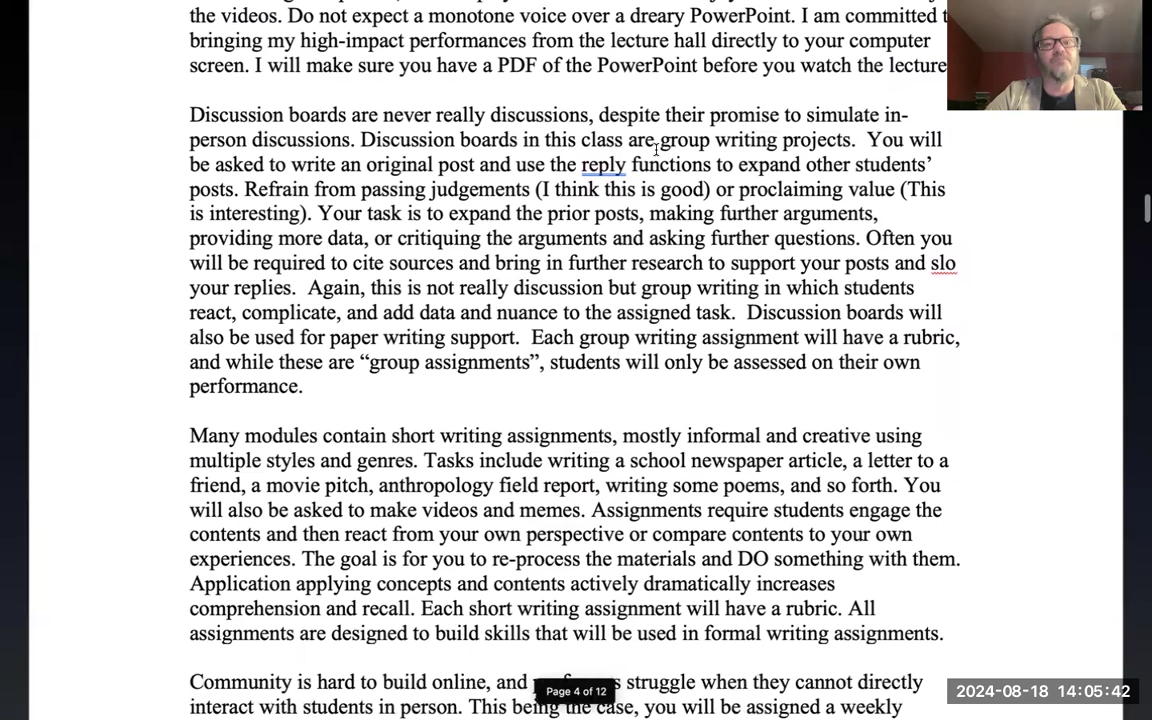 the videos. Do not expect a monotone voice over a dreary PowerPoint. I am committed t
bringing my high-impact performances from the lecture hall directly to your computer
screen. I will make sure you have a PDF of the PowerPoint before you watch the lecture
Discussion boards are never really discussions, despite their promise to simulate in-
person discussions. Discussion boards in this class are group writing projects.  You will
be asked to write an original post and use the reply functions to expand other students’
posts. Refrain from passing judgements (I think this is good) or proclaiming value (This
is interesting). Your task is to expand the prior posts, making further arguments,
providing more data, or critiquing the arguments and asking further questions. Often you
will be required to cite sources and bring in further research to support your posts and slo
your replies.  Again, this is not really discussion but group writing in which students
react, complicate, and add data and nuance to the assigned task.  Discussion boards will
also be used for paper writing support.  Each group writing assignment will have a rubric,
and while these are “group assignments”, students will only be assessed on their own
performance.
Many modules contain short writing assignments, mostly informal and creative using
multiple styles and genres. Tasks include writing a school newspaper article, a letter to a
friend, a movie pitch, anthropology field report, writing some poems, and so forth. You
will also be asked to make videos and memes. Assignments require students engage the
contents and then react from your own perspective or compare contents to your own
experiences. The goal is for you to re-process the materials and DO something with them.
Application applying concepts and contents actively dramatically increases
comprehension and recall. Each short writing assignment will have a rubric. All
assignments are designed to build skills that will be used in formal writing assignments.
Community is hard to build online, and struggle when they cannot directly
Page 4 of 12
interact with students in person. This being the case, you will be assigned a weekly
2024-08-18 14:05:42